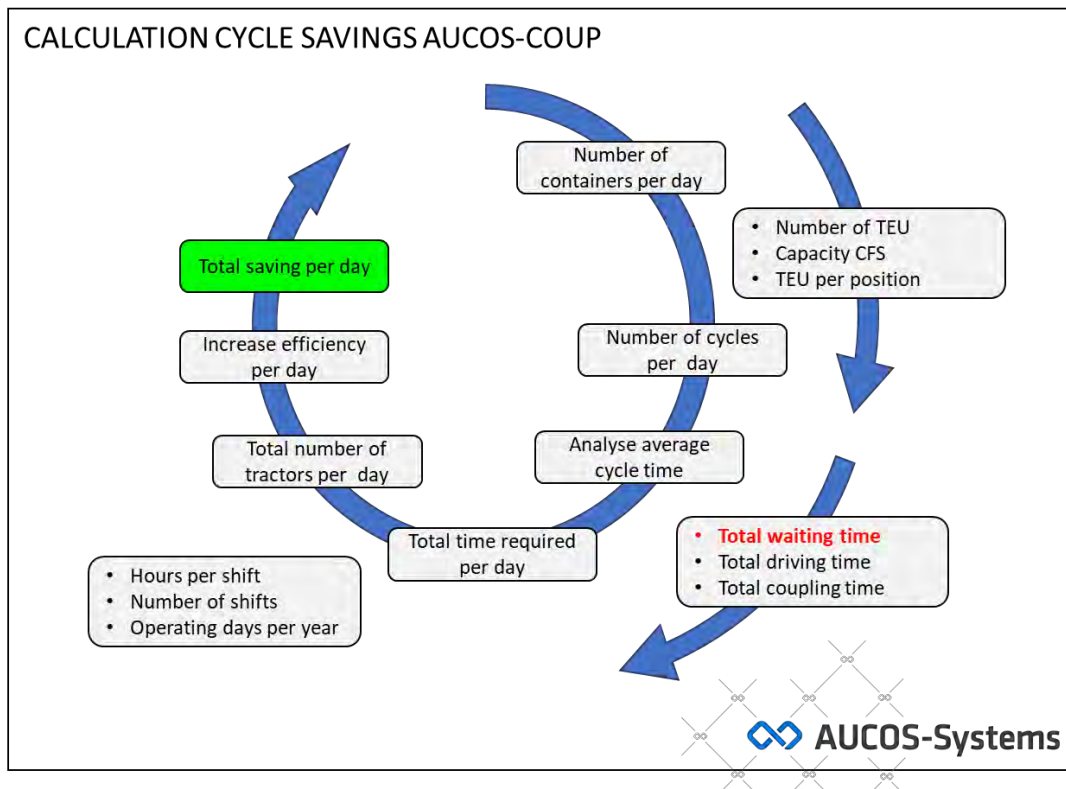 CALCULATION CYCLE SAVINGS AUCOS-COUP
Number of
containers per day
• Number of TEU
• Capacity CFS
• TEU per position
Number of cycles
per day
Analyse average
cycle time
• Total waiting time
• Total driving time
• Total coupling time
Total time required
per day
• Hours per shift
• Number of shifts
• Operating days per year
Total number of
tractors per day
Increase efficiency
per day
Total saving per day
AUCOS-Systems